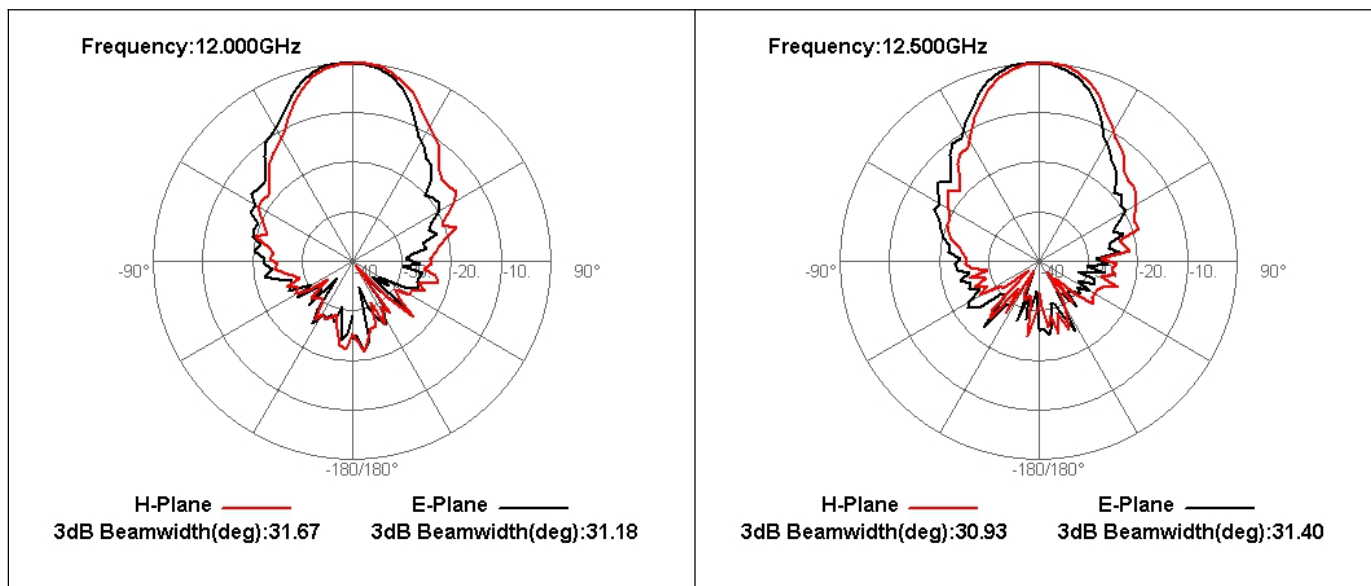 Frequency:12.000GHz
-90°
-40
-20.
-10.
90°
-180/180°
H-Plane
E-Plane
3dB Beamwidth(deg):31.67
3dB Beamwidth(deg):31.18
Frequency:12.500GHz
-90°
-40
-20.
-10.
90°
-180/180°
H-Plane
E-Plane
3dB Beamwidth(deg):30.93
3dB Beamwidth(deg):31.40